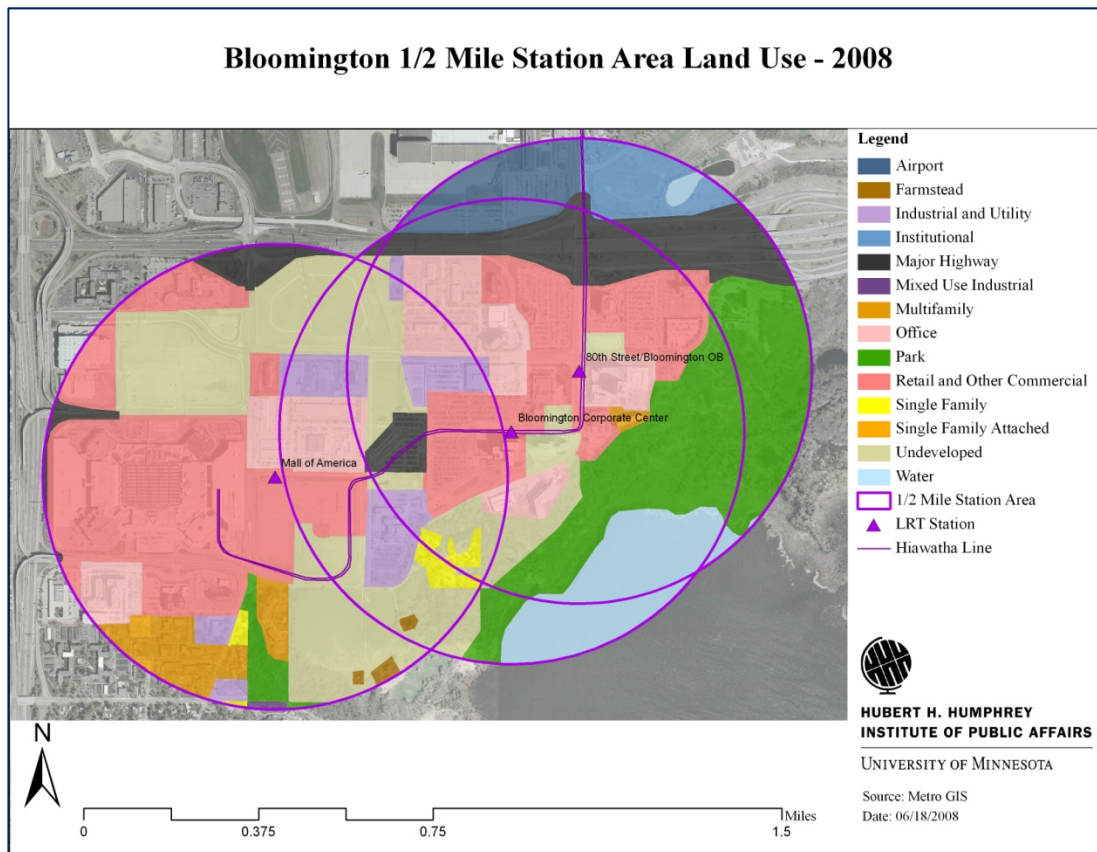 Bloomington 1/2 Mile Station Area Land Use - 2008
Legend
Airport
Farmstead
Industrial and Utility
Institutional
Major Highway
Mixed Use Industrial
Multifamily
Office
Park
Retail and Other Commercial
Single Family
Single Family Attached
Undeveloped
Water
1/2 Mile Station Area
LRT Station
Hiawatha Line
80th Street/Bloomington OB
Bloomington Corporate Center
Mall of America
HUBERT H. HUMPHREY
INSTITUTE OF PUBLIC AFFAIRS
UNIVERSITY OF MINNESOTA
Source: Metro GIS
Date: 06/18/2008
N
Miles
0 0.375 0.75 1.5